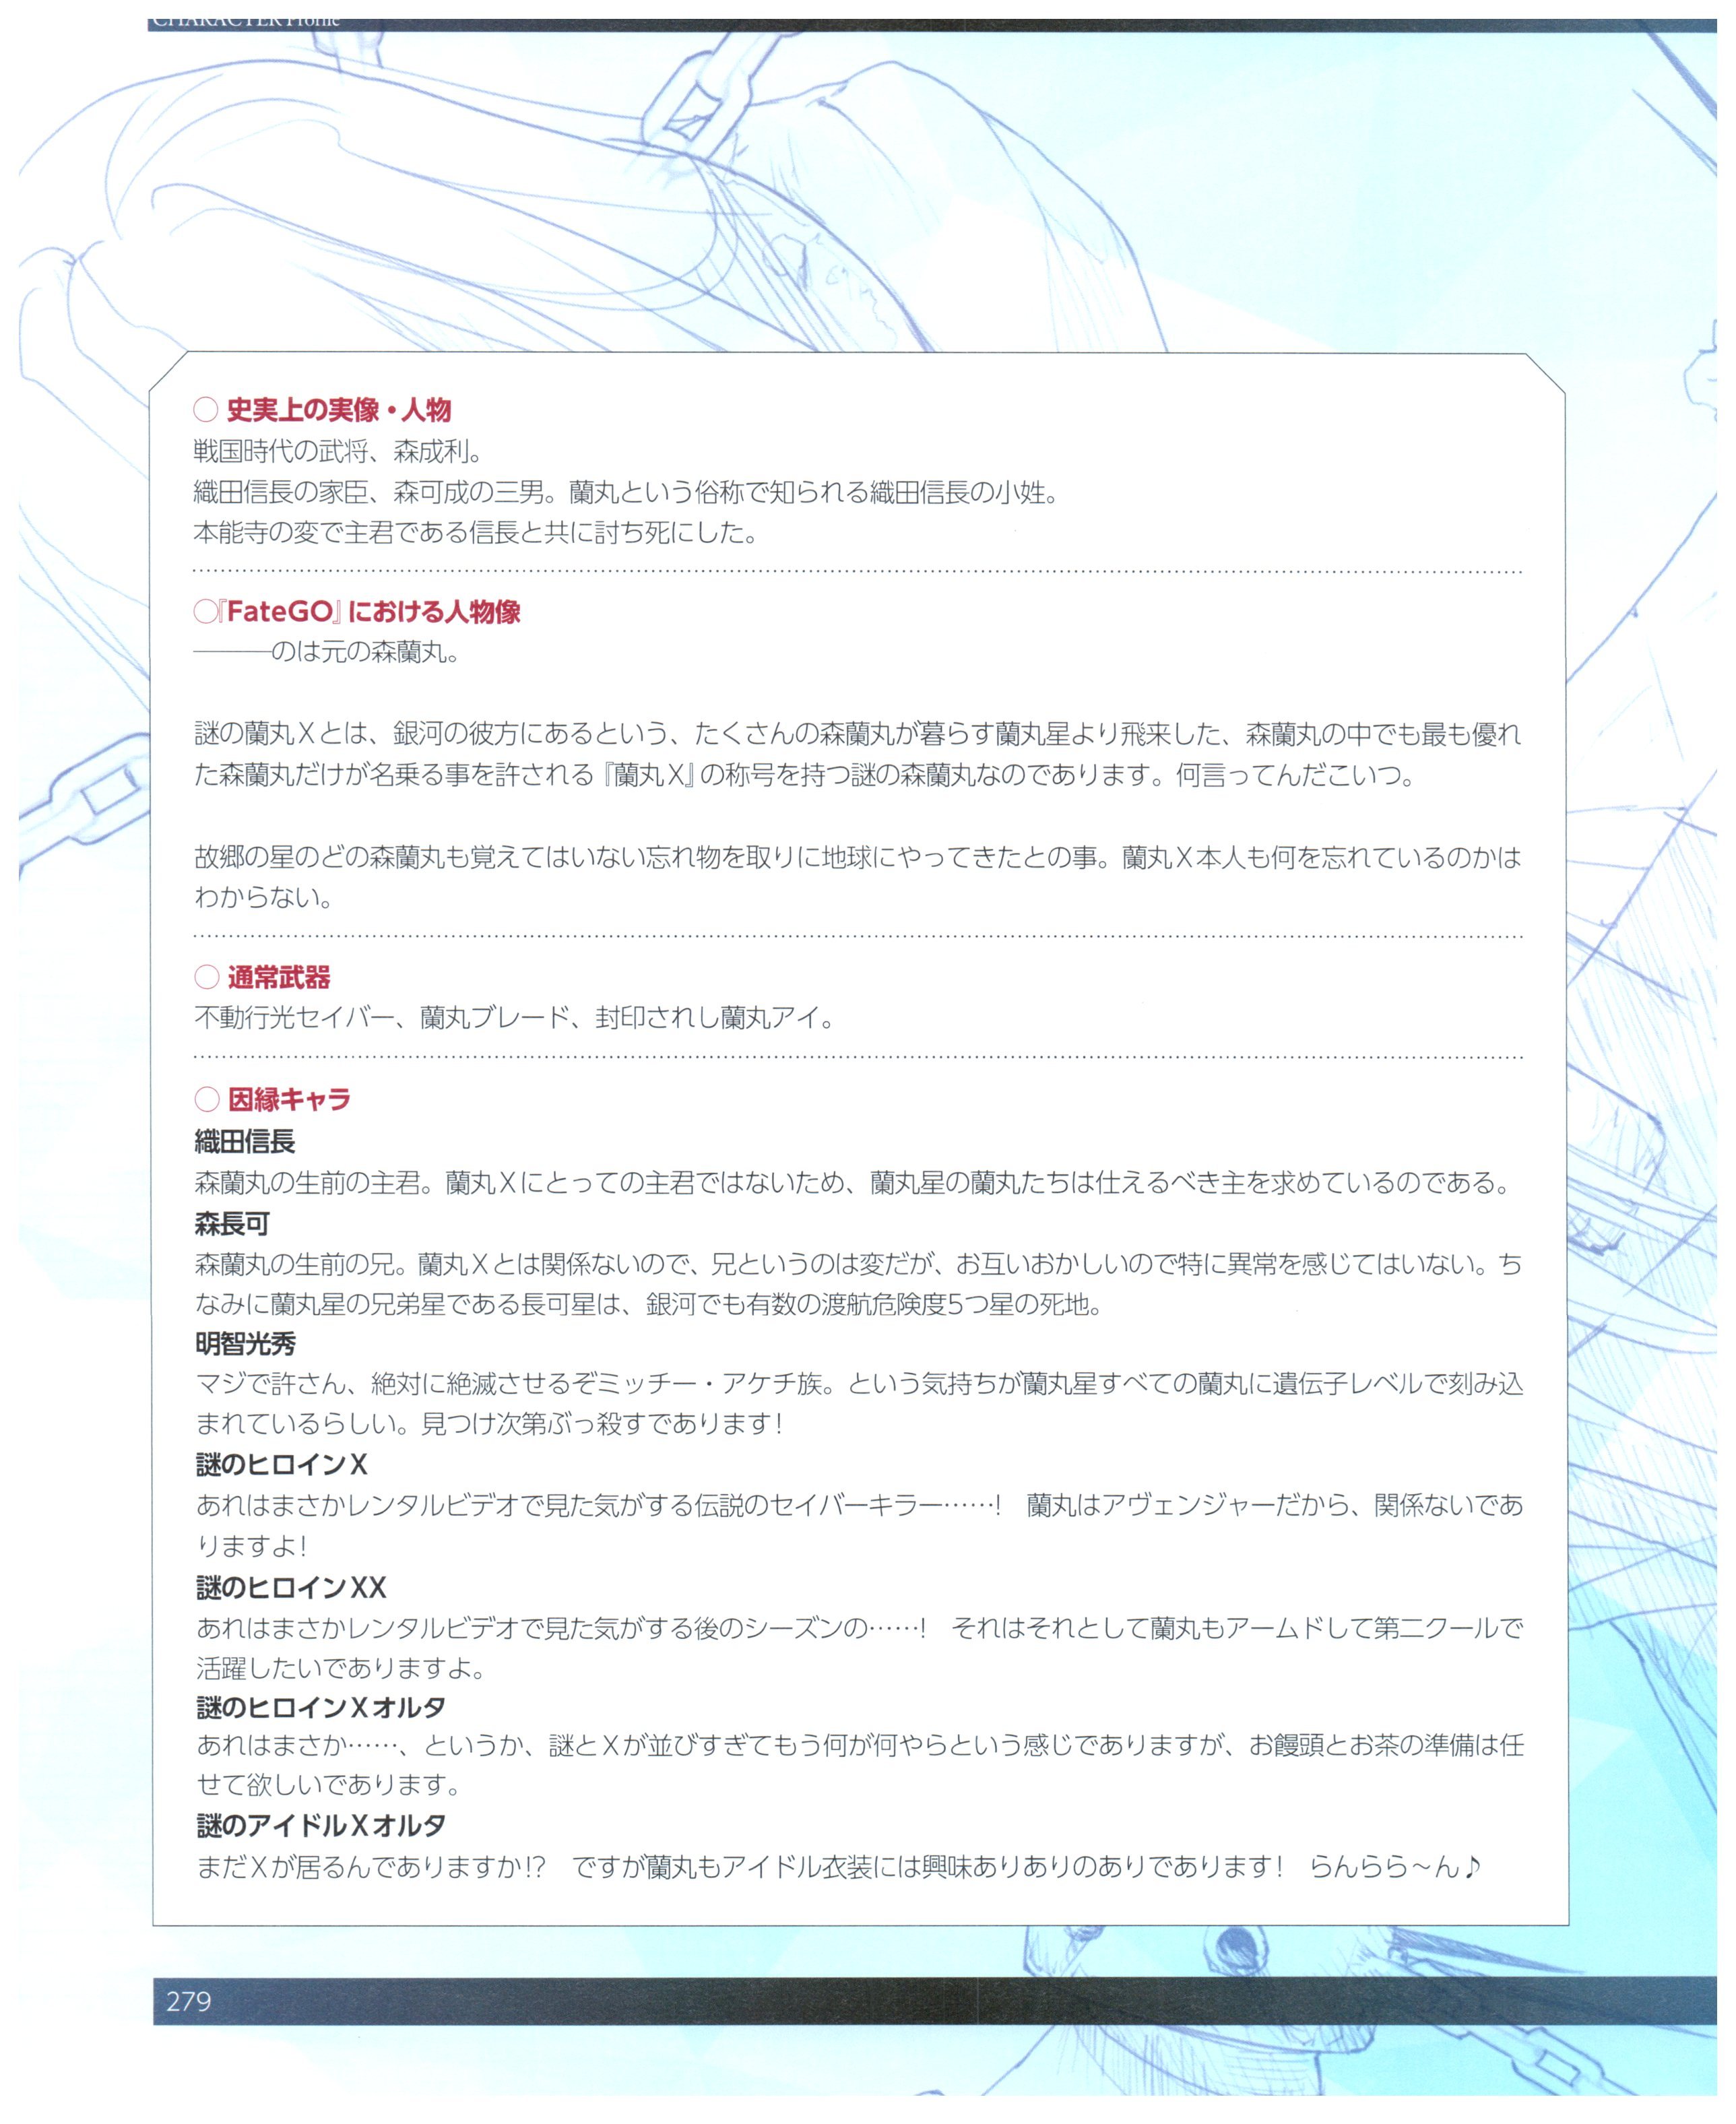 CHARACTER Profile
○ 史実上の実像・人物
戦国時代の武将、森成利。
織田信長の家臣、森可成の三男。蘭丸という俗称で知られる織田信長の小姓。
本能寺の変で主君である信長と共に討ち死にした。
○『FateGO』における人物像
───のは元の森蘭丸。
謎の蘭丸Ｘとは、銀河の彼方にあるという、たくさんの森蘭丸が暮らす蘭丸星より飛来した、森蘭丸の中でも最も優れ
た森蘭丸だけが名乗る事を許される『蘭丸Ｘ』の称号を持つ謎の森蘭丸なのであります。何言ってんだこいつ。
故郷の星のどの森蘭丸も覚えてはいない忘れ物を取りに地球にやってきたとの事。蘭丸Ｘ本人も何を忘れているのかは
わからない。
○ 通常武器
不動行光セイバー、蘭丸ブレード、封印されし蘭丸アイ。
○ 因縁キャラ
織田信長
森蘭丸の生前の主君。蘭丸Ｘにとっての主君ではないため、蘭丸星の蘭丸たちは仕えるべき主を求めているのである。
森長可
森蘭丸の生前の兄。蘭丸Ｘとは関係ないので、兄というのは変だが、お互いおかしいので特に異常を感じてはいない。ち
なみに蘭丸星の兄弟星である長可星は、銀河でも有数の渡航危険度5つ星の死地。
明智光秀
マジで許さん、絶対に絶滅させるぞミッチー・アケチ族。という気持ちが蘭丸星すべての蘭丸に遺伝子レベルで刻み込
まれているらしい。見つけ次第ぶっ殺すであります！
謎のヒロインＸ
あれはまさかレンタルビデオで見た気がする伝説のセイバーキラー……！　蘭丸はアヴェンジャーだから、関係ないであ
りますよ！
謎のヒロインXX
あれはまさかレンタルビデオで見た気がする後のシーズンの……！　それはそれとして蘭丸もアームドして第二クールで
活躍したいでありますよ。
謎のヒロインＸオルタ
あれはまさか……、というか、謎とＸが並びすぎてもう何が何やらという感じでありますが、お饅頭とお茶の準備は任
せて欲しいであります。
謎のアイドルＸオルタ
まだＸが居るんでありますか!?　ですが蘭丸もアイドル衣装には興味ありありのありであります！　らんらら～ん♪
279